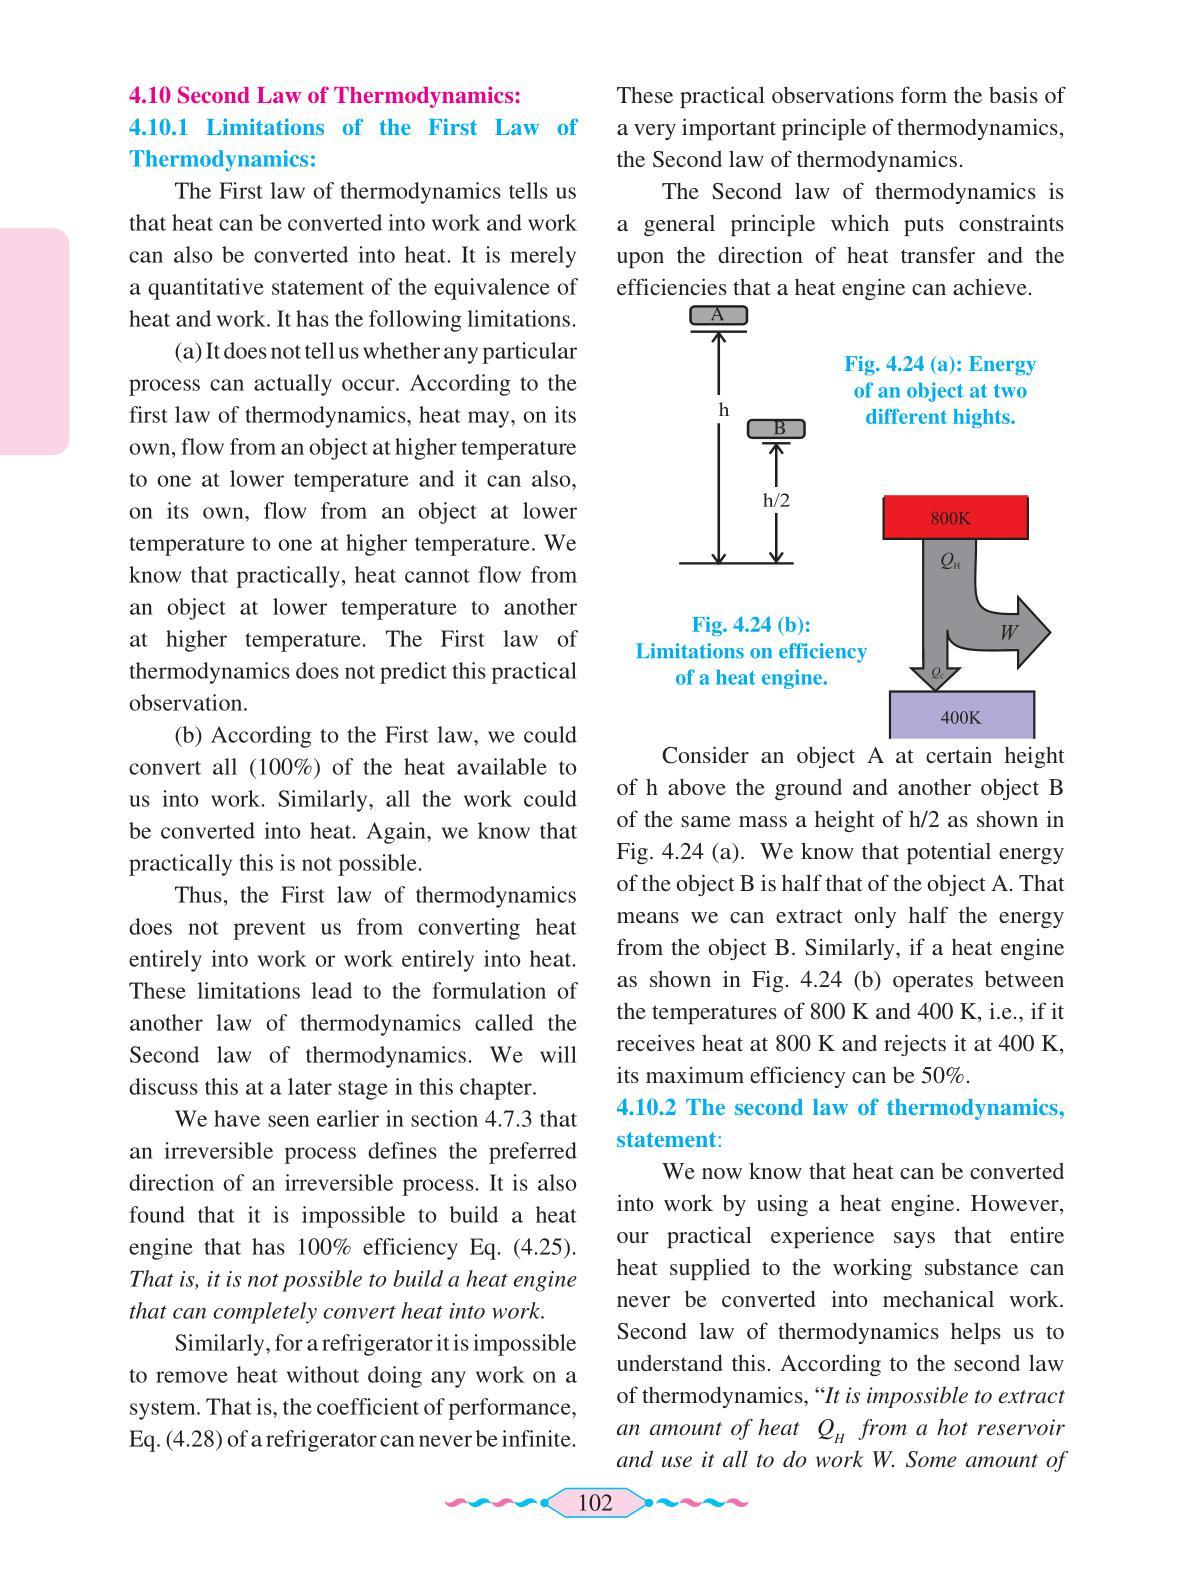 4.10 Second Law of Thermodynamics:
4.10.1 Limitations of the First Law of
Thermodynamics:
The First law of thermodynamics tells us
that heat can be converted into work and work
can also be converted into heat. It is merely
a quantitative statement of the equivalence of
heat and work. It has the following limitations.
(a) It does not tell us whether any particular
process can actually occur. According to the
first law of thermodynamics, heat may, on its
own, flow from an object at higher temperature
to one at lower temperature and it can also,
on its own, flow from an object at lower
temperature to one at higher temperature. We
know that practically, heat cannot flow from
an object at lower temperature to another
at higher temperature. The First law of
thermodynamics does not predict this practical
observation.
(b) According to the First law, we could
convert all (100%) of the heat available to
us into work. Similarly, all the work could
be converted into heat. Again, we know that
practically this is not possible.
Thus, the First law of thermodynamics
does not prevent us from converting heat
entirely into work or work entirely into heat.
These limitations lead to the formulation of
another law of thermodynamics called the
Second law of thermodynamics. We will
discuss this at a later stage in this chapter.
We have seen earlier in section 4.7.3 that
an irreversible process defines the preferred
direction of an irreversible process. It is also
found that it is impossible to build a heat
engine that has 100% efficiency Eq. (4.25).
That is, it is not possible to build a heat engine
that can completely convert heat into work.
Similarly, for a refrigerator it is impossible
to remove heat without doing any work on a
system. That is, the coefficient of performance,
Eq. (4.28) of a refrigerator can never be infinite.
These practical observations form the basis of
a very important principle of thermodynamics,
the Second law of thermodynamics.
The Second law of thermodynamics is
a general principle which puts constraints
upon the direction of heat transfer and the
efficiencies that a heat engine can achieve.
A
h
B
h/2
Fig. 4.24 (a): Energy
of an object at two
different hights.
800K
QH
W
Qc
400K
Fig. 4.24 (b):
Limitations on efficiency
of a heat engine.
Consider an object A at certain height
of h above the ground and another object B
of the same mass a height of h/2 as shown in
Fig. 4.24 (a). We know that potential energy
of the object B is half that of the object A. That
means we can extract only half the energy
from the object B. Similarly, if a heat engine
as shown in Fig. 4.24 (b) operates between
the temperatures of 800 K and 400 K, i.e., if it
receives heat at 800 K and rejects it at 400 K,
its maximum efficiency can be 50%.
4.10.2 The second law of thermodynamics,
statement:
We now know that heat can be converted
into work by using a heat engine. However,
our practical experience says that entire
heat supplied to the working substance can
never be converted into mechanical work.
Second law of thermodynamics helps us to
understand this. According to the second law
of thermodynamics, “It is impossible to extract
an amount of heat QH from a hot reservoir
and use it all to do work W. Some amount of
102